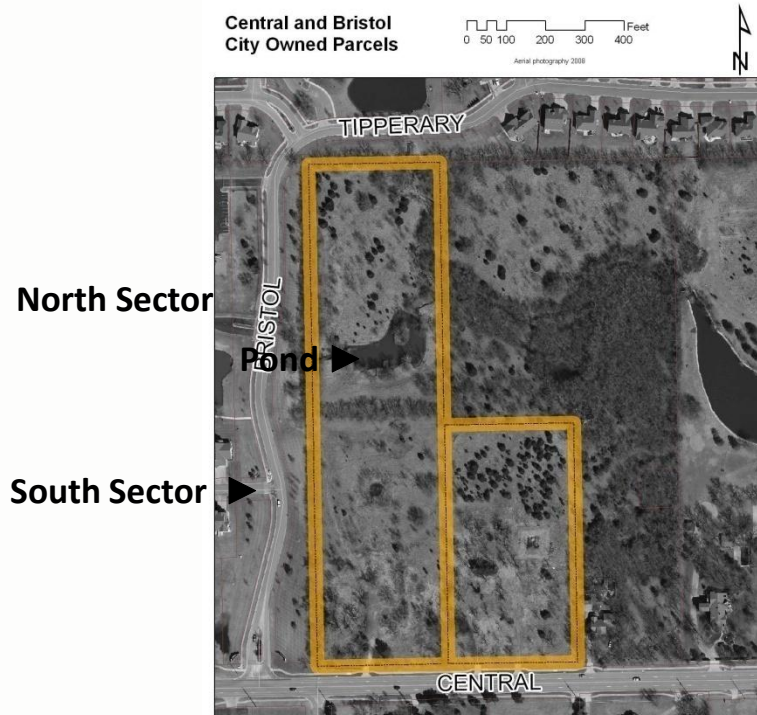 Central and Bristol
City Owned Parcels
Feet
0 50 100 200 300 400
Aerial photography 2008
N
TIPPERARY
North Sector
BRISTOL
Pond
South Sector
CENTRAL